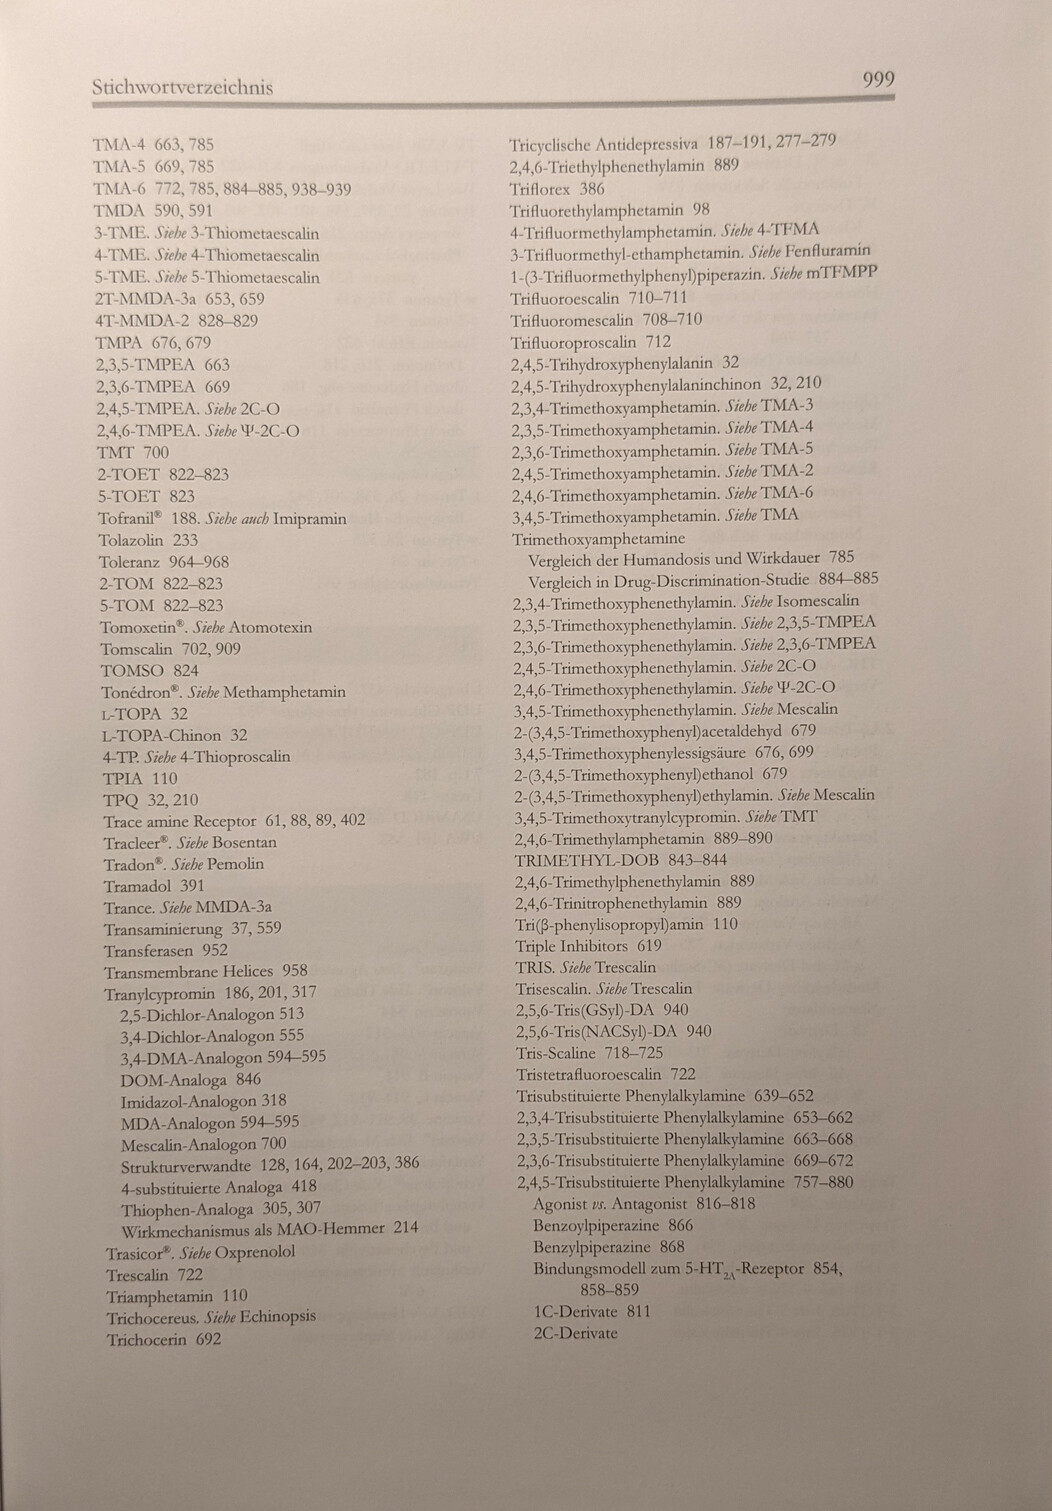 Stichwortverzeichnis
999
TMA-4 663, 785
TMA-5 669, 785
TMA-6 772, 785, 884–885, 938–939
TMDA 590, 591
3-TME. Siehe 3-Thiometaescalin
4-TME. Siehe 4-Thiometaescalin
5-TME. Siehe 5-Thiometaescalin
2T-MMDA-3a 653, 659
4T-MMDA-2 828–829
TMPA 676, 679
2,3,5-TMPEA 663
2,3,6-TMPEA 669
2,4,5-TMPEA. Siehe 2C-O
2,4,6-TMPEA. Siehe Ψ-2C-O
TMT 700
2-TOET 822–823
5-TOET 823
Tofranil® 188. Siehe auch Imipramin
Tolazolin 233
Toleranz 964–968
2-TOM 822–823
5-TOM 822–823
Tomoxetin®. Siehe Atomotexin
Tomscalin 702, 909
TOMSO 824
Tonédron®. Siehe Methamphetamin
L-TOPA 32
L-TOPA-Chinon 32
4-TP. Siehe 4-Thioproscalin
TPIA 110
TPQ 32, 210
Trace amine Receptor 61, 88, 89, 402
Tracleer®. Siehe Bosentan
Tradon®. Siehe Pemolin
Tramadol 391
Trance. Siehe MMDA-3a
Transaminierung 37, 559
Transferasen 952
Transmembrane Helices 958
Tranylcypromin 186, 201, 317
2,5-Dichlor-Analogon 513
3,4-Dichlor-Analogon 555
3,4-DMA-Analogon 594–595
DOM-Analoga 846
Imidazol-Analogon 318
MDA-Analogon 594–595
Mescalin-Analogon 700
Strukturverwandte 128, 164, 202–203, 386
4-substituierte Analoga 418
Thiophen-Analoga 305, 307
Wirkmechanismus als MAO-Hemmer 214
Trasicor®. Siehe Oxprenolol
Trescalin 722
Triamphetamin 110
Trichocereus. Siehe Echinopsis
Trichocerin 692
Tricyclische Antidepressiva 187–191, 277–279
2,4,6-Triethylphenethylamin 889
Triflorex 386
Trifluorethylamphetamin 98
4-Trifluormethylamphetamin. Siehe 4-TFMA
3-Trifluormethyl-ethamphetamin. Siehe Fenfluramin
1-(3-Trifluormethylphenyl)piperazin. Siehe mTFMPP
Trifluoroescalin 710–711
Trifluoromescalin 708–710
Trifluoroproscalin 712
2,4,5-Trihydroxyphenylalanin 32
2,4,5-Trihydroxyphenylalaninchinon 32, 210
2,3,4-Trimethoxyamphetamin. Siehe TMA-3
2,3,5-Trimethoxyamphetamin. Siehe TMA-4
2,3,6-Trimethoxyamphetamin. Siehe TMA-5
2,4,5-Trimethoxyamphetamin. Siehe TMA-2
2,4,6-Trimethoxyamphetamin. Siehe TMA-6
3,4,5-Trimethoxyamphetamin. Siehe TMA
Trimethoxyamphetamine
Vergleich der Humandosis und Wirkdauer 785
Vergleich in Drug-Discrimination-Studie 884–885
2,3,4-Trimethoxyphenethylamin. Siehe Isomescalin
2,3,5-Trimethoxyphenethylamin. Siehe 2,3,5-TMPEA
2,3,6-Trimethoxyphenethylamin. Siehe 2,3,6-TMPEA
2,4,5-Trimethoxyphenethylamin. Siehe 2C-O
2,4,6-Trimethoxyphenethylamin. Siehe Ψ-2C-O
3,4,5-Trimethoxyphenethylamin. Siehe Mescalin
2-(3,4,5-Trimethoxyphenyl)acetaldehyd 679
3,4,5-Trimethoxyphenylessigsäure 676, 699
2-(3,4,5-Trimethoxyphenyl)ethanol 679
2-(3,4,5-Trimethoxyphenyl)ethylamin. Siehe Mescalin
3,4,5-Trimethoxytranylcypromin. Siehe TMT
2,4,6-Trimethylamphetamin 889–890
TRIMETHYL-DOB 843–844
2,4,6-Trimethylphenethylamin 889
2,4,6-Trinitrophenethylamin 889
Tri(β-phenylisopropyl)amin 110
Triple Inhibitors 619
TRIS. Siehe Trescalin
Trisescalin. Siehe Trescalin
2,5,6-Tris(GSyl)-DA 940
2,5,6-Tris(NACSyl)-DA 940
Tris-Scaline 718–725
Tristetrafluoroescalin 722
Trisubstituierte Phenylalkylamine 639–652
2,3,4-Trisubstituierte Phenylalkylamine 653–662
2,3,5-Trisubstituierte Phenylalkylamine 663–668
2,3,6-Trisubstituierte Phenylalkylamine 669–672
2,4,5-Trisubstituierte Phenylalkylamine 757–880
Agonist vs. Antagonist 816–818
Benzoylpiperazine 866
Benzylpiperazine 868
Bindungsmodell zum 5-HT2A-Rezeptor 854,
858–859
1C-Derivate 811
2C-Derivate